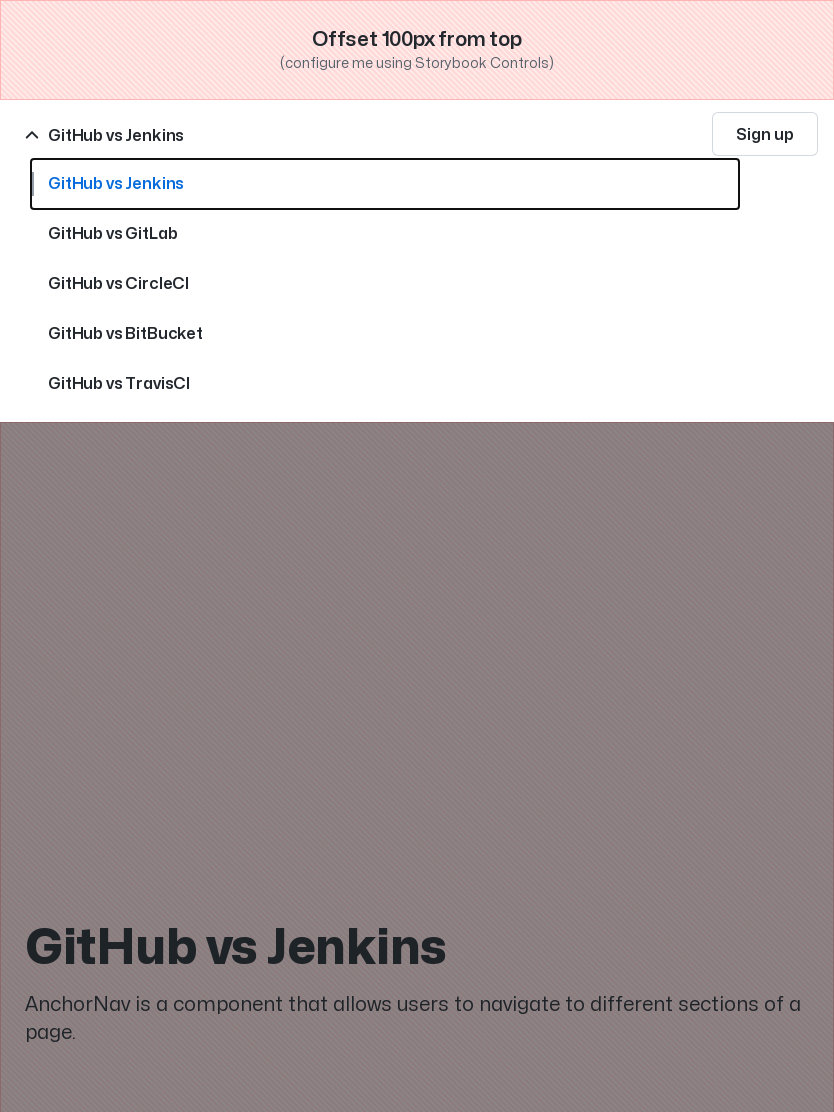 Offset 100px from top
(configure me using Storybook Controls)
GitHub vs Jenkins
Sign up
GitHub vs Jenkins
GitHub vs GitLab
GitHub vs CircleCI
GitHub vs BitBucket
GitHub vs TravisCI
GitHub vs Jenkins
AnchorNav is a component that allows users to navigate to different sections of a
page.